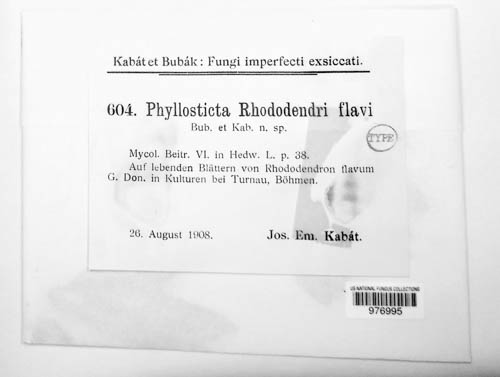 Kabát et Bubák: Fungi imperfecti exsiccati.
604. Phyllosticta Rhododendri flavi
Bub. et Kab. n. sp.
TYPE
Mycol. Beitr. VI. in Hedw. L. p. 38.
Auf lebenden Blättern von Rhododendron flavum
G. Don. in Kulturen bei Turnau, Böhmen.
26. August 1908. Jos. Em. Kabát.
US NATIONAL FUNGUS COLLECTIONS
976995